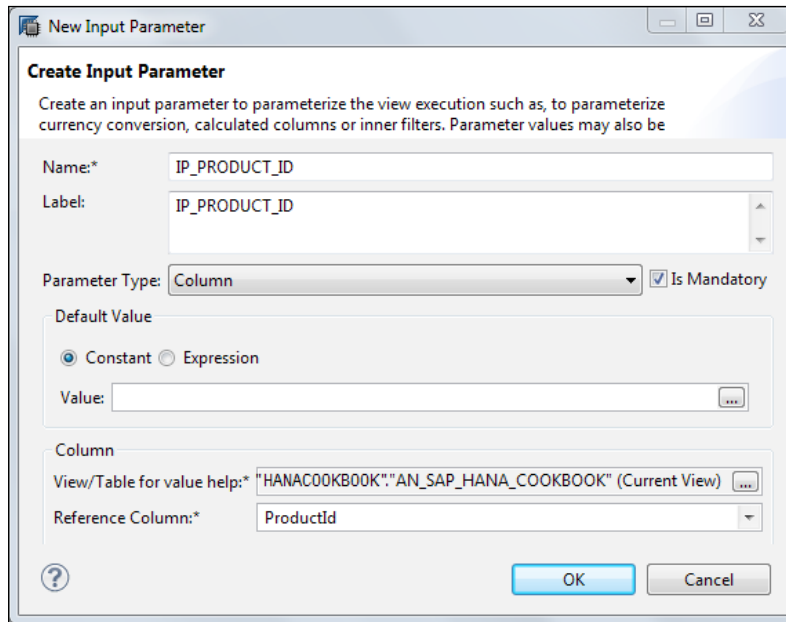 New Input Parameter
Create Input Parameter
Create an input parameter to parameterize the view execution such as, to parameterize
currency conversion, calculated columns or inner filters. Parameter values may also be
Name:* IP_PRODUCT_ID
Label: IP_PRODUCT_ID
Parameter Type: Column Is Mandatory
Default Value
Constant Expression
Value: ...
Column
View/Table for value help:* "HANACOOKBOOK"."AN_SAP_HANA_COOKBOOK" (Current View) ...
Reference Column:* ProductId
?
OK Cancel